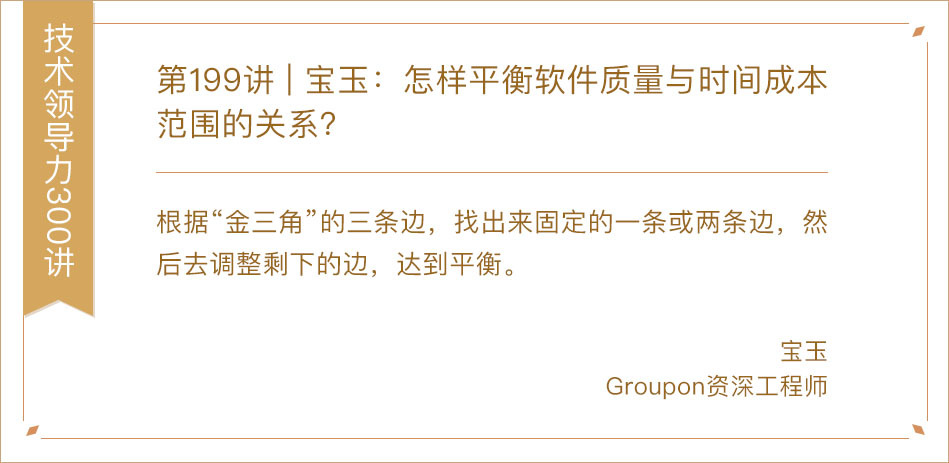 技术领导力300讲
第199讲 | 宝玉：怎样平衡软件质量与时间成本
范围的关系？
根据“金三角”的三条边，找出来固定的一条或两条边，然
后去调整剩下的边，达到平衡。
宝玉
Groupon资深工程师